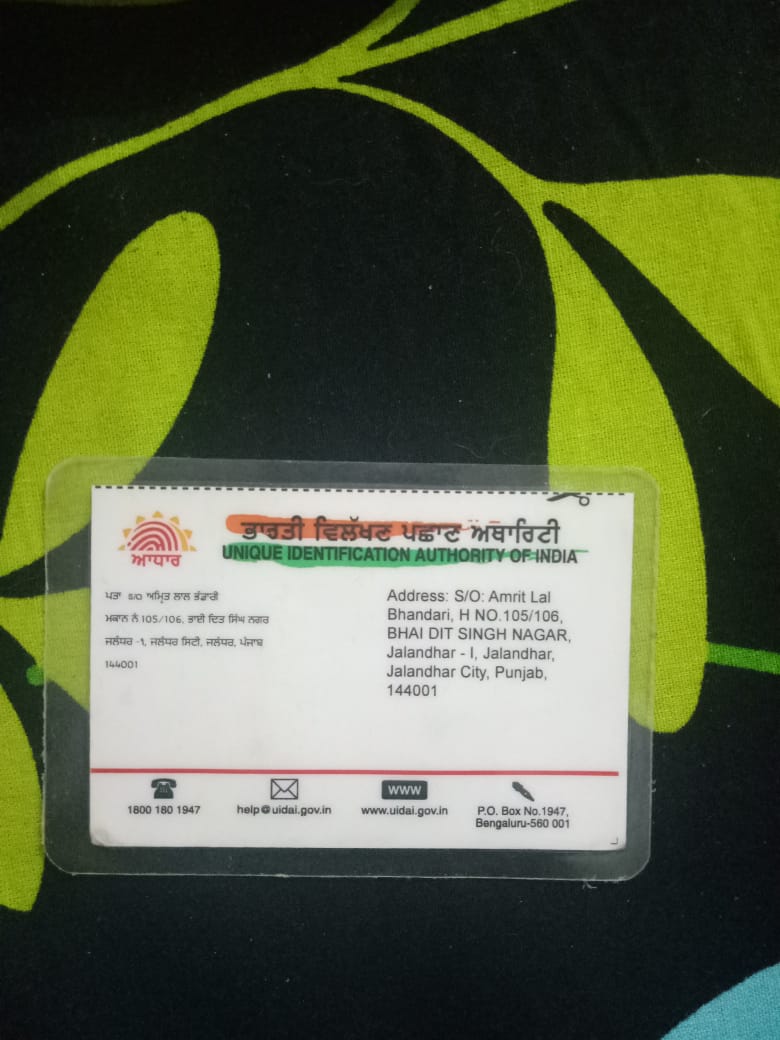 ਭਾਰਤੀ ਵਿਲੱਖਣ ਪਛਾਣ ਅਥਾਰਿਟੀ
UNIQUE IDENTIFICATION AUTHORITY OF INDIA
ਆਧਾਰ
ਪਤਾ S/O ਅਮ੍ਰਿਤ ਲਾਲ ਭੰਡਾਰੀ
ਮਕਾਨ ਨੰ 105/106, ਭਾਈ ਦਿਤ ਸਿੰਘ ਨਗਰ
ਜਲੰਧਰ -1, ਜਲੰਧਰ ਸਿਟੀ, ਜਲੰਧਰ, ਪੰਜਾਬ
144001
Address: S/O: Amrit Lal
Bhandari, H NO.105/106,
BHAI DIT SINGH NAGAR,
Jalandhar - I, Jalandhar,
Jalandhar City, Punjab,
144001
1800 180 1947
help@uidai.gov.in
WWW
www.uidai.gov.in
P.O. Box No.1947,
Bengaluru-560 001